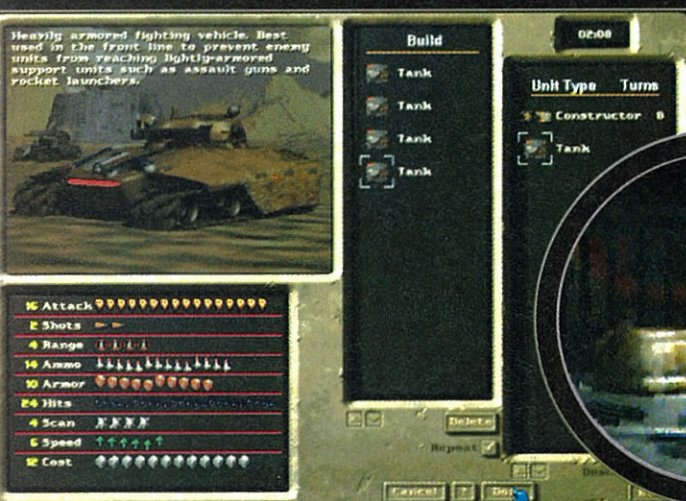 Heavily armored fighting vehicle. Best
used in the front line to prevent enemy
units from reaching lightly-armored
support units such as assault guns and
rocket launchers.
16 Attack
2 Shots
4 Range
14 Ammo
10 Armor
24 Hits
4 Scan
6 Speed
12 Cost
Build
Tank
Tank
Tank
Tank
Delete
Repeat
Cancel
?
02:08
Unit Type Turns
Constructor 8
Tank